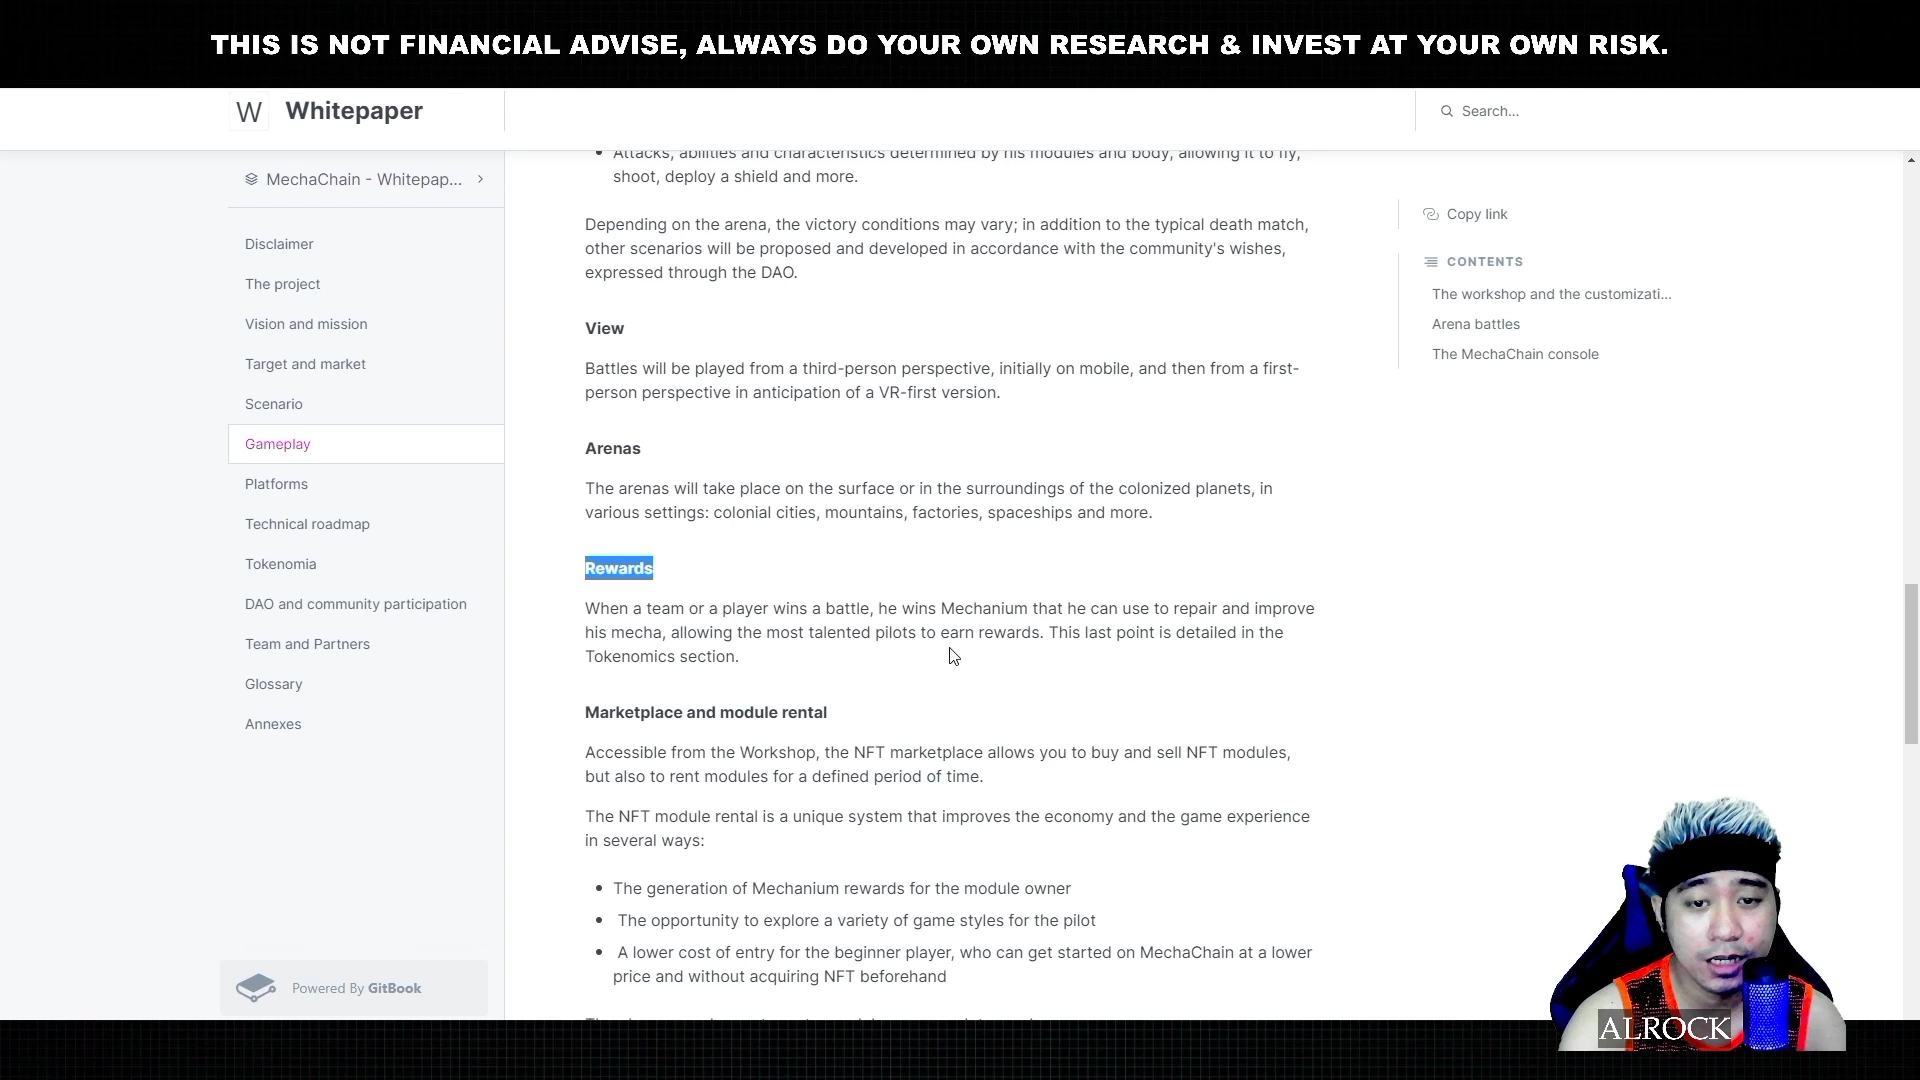 THIS IS NOT FINANCIAL ADVISE, ALWAYS DO YOUR OWN RESEARCH & INVEST AT YOUR OWN RISK.
W Whitepaper
Search...
MechaChain - Whitepap...
Disclaimer
The project
Vision and mission
Target and market
Scenario
Gameplay
Platforms
Technical roadmap
Tokenomia
DAO and community participation
Team and Partners
Glossary
Annexes
Powered By GitBook
Attacks, abilities and characteristics determined by his modules and body, allowing it to fly,
shoot, deploy a shield and more.
Depending on the arena, the victory conditions may vary; in addition to the typical death match,
other scenarios will be proposed and developed in accordance with the community's wishes,
expressed through the DAO.
View
Battles will be played from a third-person perspective, initially on mobile, and then from a first-
person perspective in anticipation of a VR-first version.
Arenas
The arenas will take place on the surface or in the surroundings of the colonized planets, in
various settings: colonial cities, mountains, factories, spaceships and more.
Rewards
When a team or a player wins a battle, he wins Mechanium that he can use to repair and improve
his mecha, allowing the most talented pilots to earn rewards. This last point is detailed in the
Tokenomics section.
Marketplace and module rental
Accessible from the Workshop, the NFT marketplace allows you to buy and sell NFT modules,
but also to rent modules for a defined period of time.
The NFT module rental is a unique system that improves the economy and the game experience
in several ways:
The generation of Mechanium rewards for the module owner
The opportunity to explore a variety of game styles for the pilot
A lower cost of entry for the beginner player, who can get started on MechaChain at a lower
price and without acquiring NFT beforehand
Copy link
CONTENTS
The workshop and the customizati...
Arena battles
The MechaChain console
ALROCK